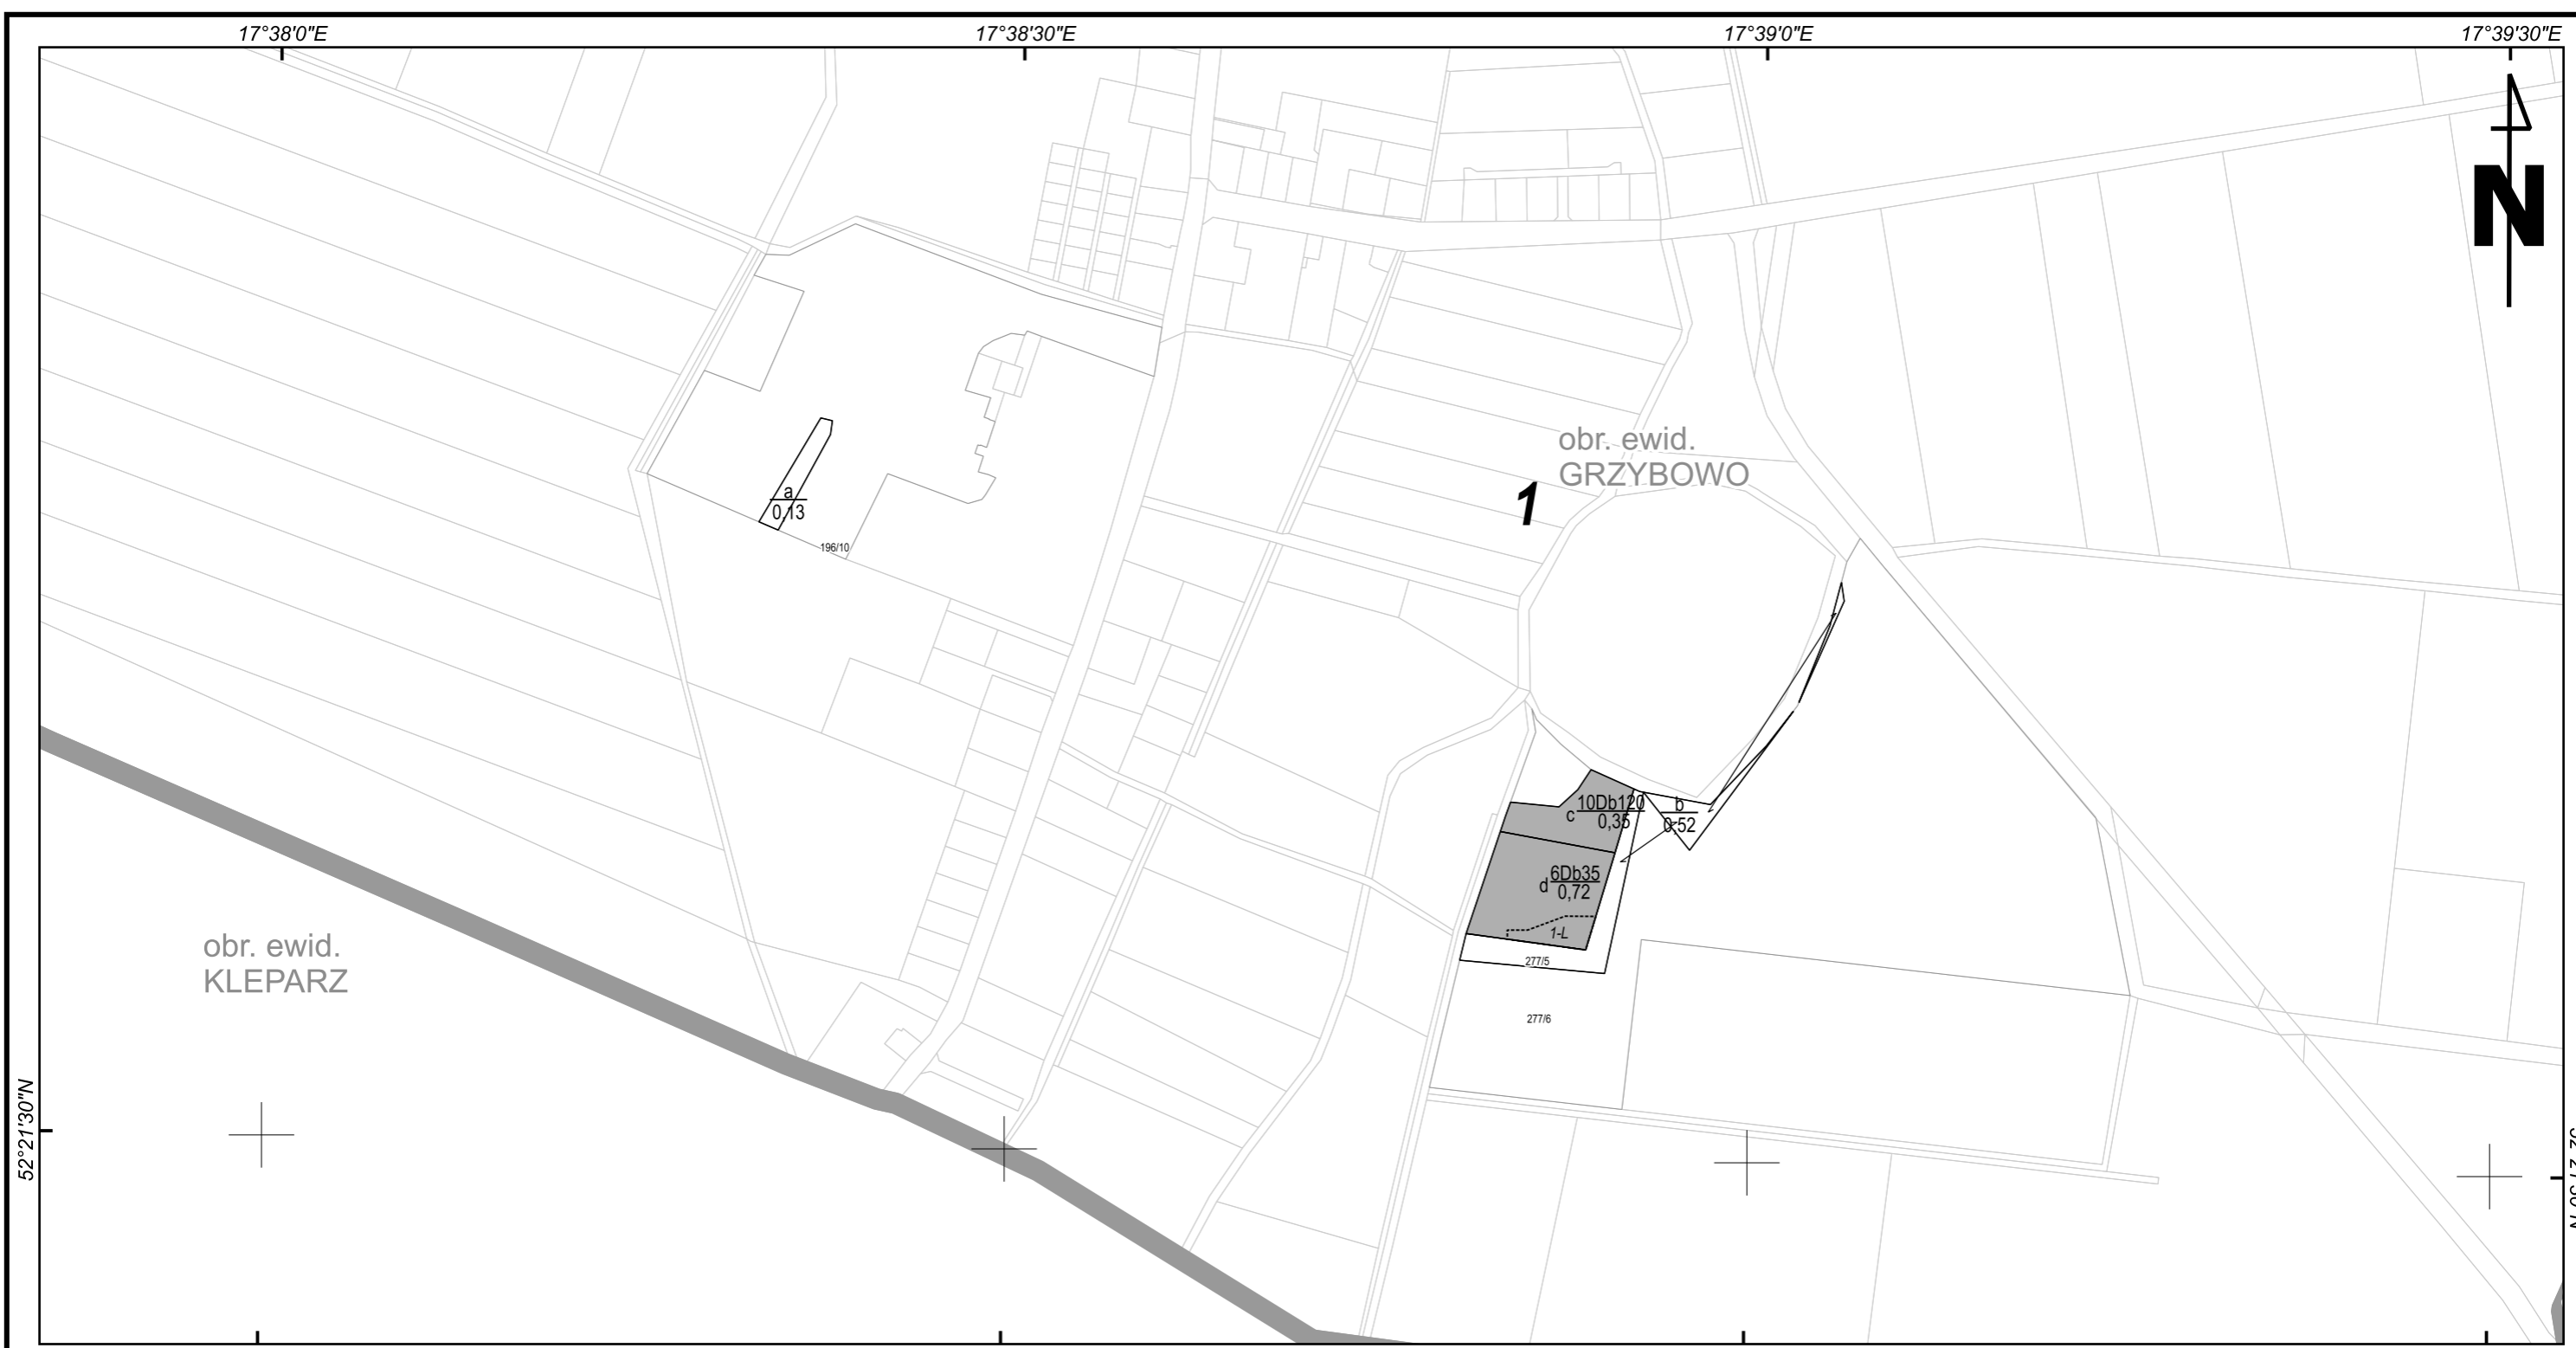 17°38'0"E
17°38'30"E
17°39'0"E
17°39'30"E
N
obr. ewid.
GRZYBOWO
1
a
0,13
196/10
10Db120
c
0,35
b
0,52
6Db35
d
0,72
1-L
277/5
277/6
obr. ewid.
KLEPARZ
52°21'30"N